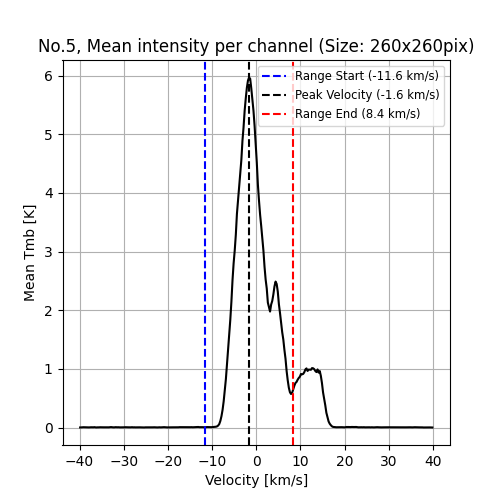 No.5, Mean intensity per channel (Size: 260x260pix)
Range Start (-11.6 km/s)
Peak Velocity (-1.6 km/s)
Range End (8.4 km/s)
Mean Tmb [K]
6
5
4
3
2
1
0
−40 −30 −20 −10 0 10 20 30 40
Velocity [km/s]